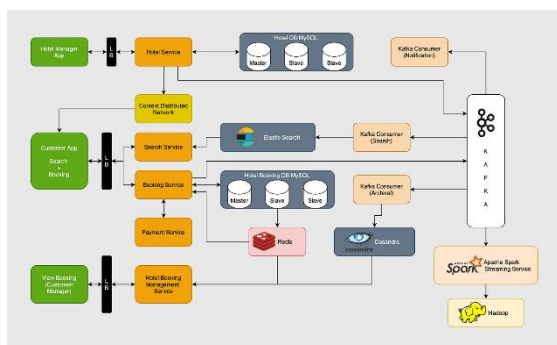 Hotel Manager
App
L
B
Hotel Service
Hotel DB MySQL
Master
Slave
Slave
Kafka Consumer
(Notification)
Content Distributed
Network
Customer App
Search
+
Booking
L
B
Search Service
Elastic Search
Kafka Consumer
(Search)
K
A
F
K
A
Booking Service
Hotel Booking DB MySQL
Master
Slave
Slave
Kafka Consumer
(Archival)
Payment Service
Redis
cassandra
Casandra
APACHE
Spark
Apache Spark
Streaming Service
View Booking
(Customer
Manager)
L
B
Hotel Booking
Management
Service
Hadoop